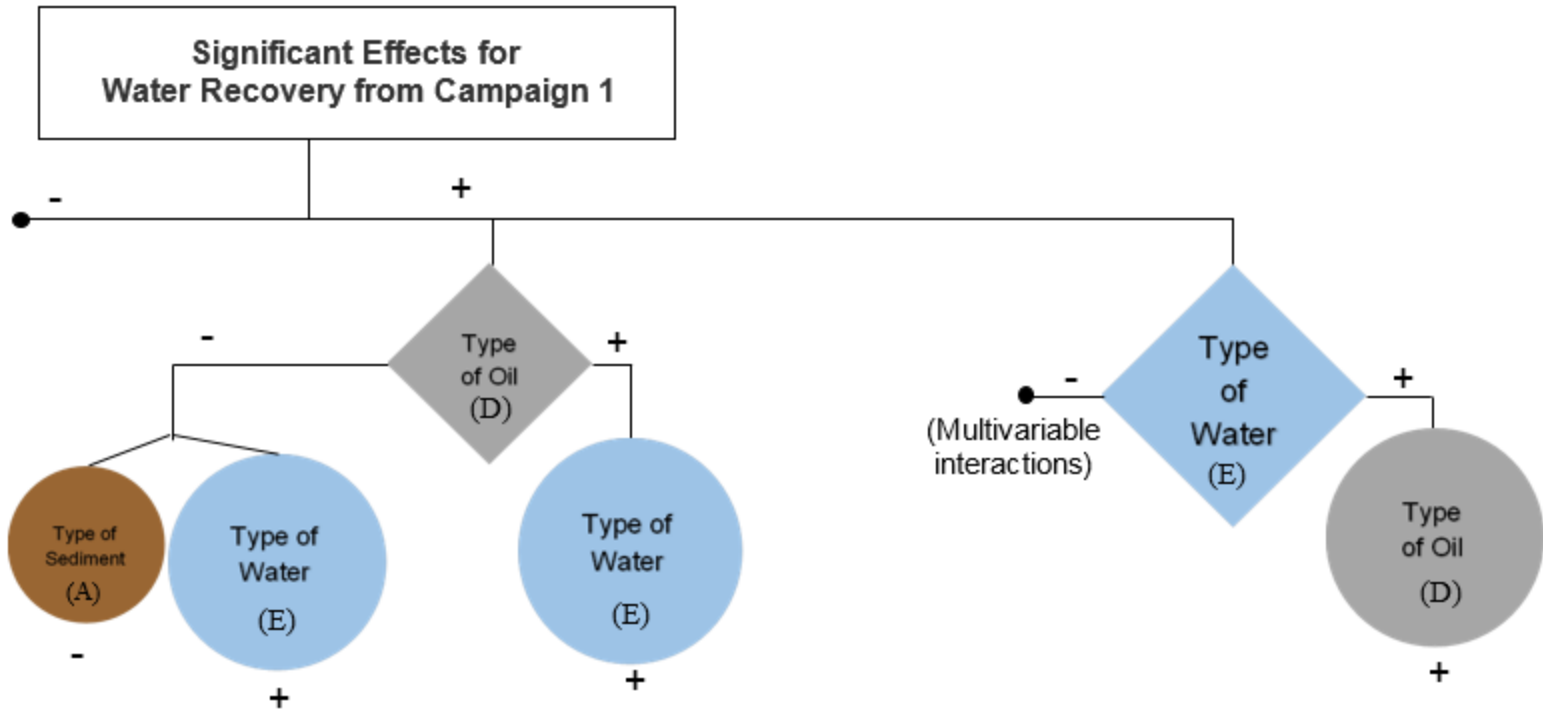 Significant Effects for
Water Recovery from Campaign 1
-
+
-
Type
of Oil
(D)
+
-
(Multivariable
interactions)
Type
of
Water
(E)
+
Type of
Sediment
(A)
-
Type of
Water
(E)
+
Type of
Water
(E)
+
Type
of Oil
(D)
+